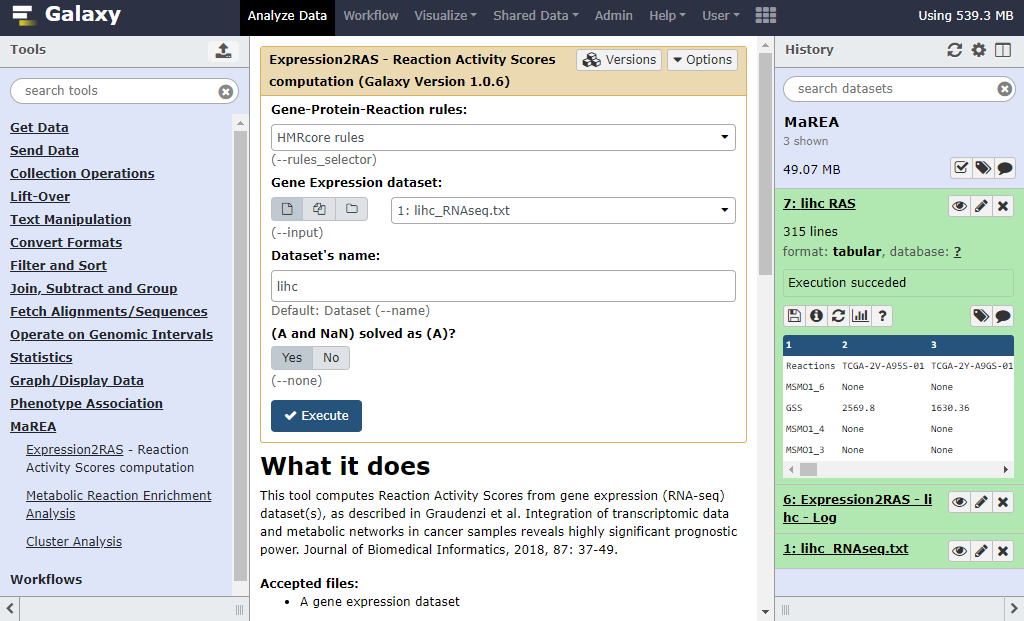 Galaxy
Analyze Data Workflow Visualize Shared Data Admin Help User Using 539.3 MB
Tools
search tools
Get Data
Send Data
Collection Operations
Lift-Over
Text Manipulation
Convert Formats
Filter and Sort
Join, Subtract and Group
Fetch Alignments/Sequences
Operate on Genomic Intervals
Statistics
Graph/Display Data
Phenotype Association
MaREA
Expression2RAS - Reaction
Activity Scores computation
Metabolic Reaction Enrichment
Analysis
Cluster Analysis
Workflows
Expression2RAS - Reaction Activity Scores
computation (Galaxy Version 1.0.6)
Versions
Options
Gene-Protein-Reaction rules:
HMRcore rules
(--rules_selector)
Gene Expression dataset:
1: lihc_RNAseq.txt
(--input)
Dataset's name:
lihc
Default: Dataset (--name)
(A and NaN) solved as (A)?
Yes No
(--none)
Execute
What it does
This tool computes Reaction Activity Scores from gene expression (RNA-seq)
dataset(s), as described in Graudenzi et al. Integration of transcriptomic data
and metabolic networks in cancer samples reveals highly significant prognostic
power. Journal of Biomedical Informatics, 2018, 87: 37-49.
Accepted files:
• A gene expression dataset
History
search datasets
MaREA
3 shown
49.07 MB
7: lihc RAS
315 lines
format: tabular, database: ?
Execution succeded
?
1 2 3
Reactions TCGA-2V-A95S-01 TCGA-2Y-A9GS-01
MSMO1_6 None None
GSS 2569.8 1630.36
MSMO1_4 None None
MSMO1_3 None None
6: Expression2RAS - li
hc - Log
1: lihc_RNAseq.txt